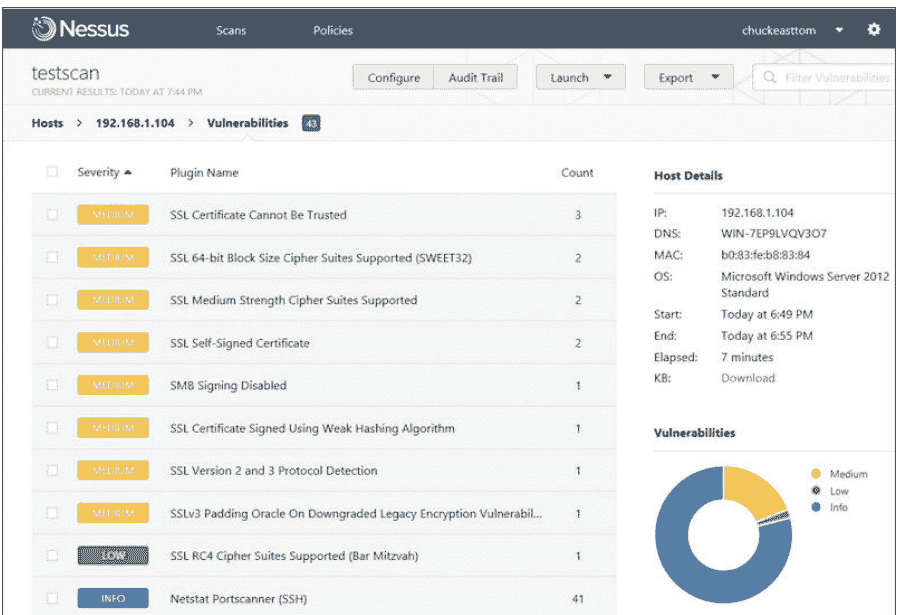 Nessus Scans Policies chuckeasttom
testscan
CURRENT RESULTS: TODAY AT 7:44 PM
Configure Audit Trail Launch Export Filter Vulnerabilities
Hosts > 192.168.1.104 > Vulnerabilities 43
Severity Plugin Name Count
MEDIUM SSL Certificate Cannot Be Trusted 3
MEDIUM SSL 64-bit Block Size Cipher Suites Supported (SWEET32) 2
MEDIUM SSL Medium Strength Cipher Suites Supported 2
MEDIUM SSL Self-Signed Certificate 2
MEDIUM SMB Signing Disabled 1
MEDIUM SSL Certificate Signed Using Weak Hashing Algorithm 1
MEDIUM SSL Version 2 and 3 Protocol Detection 1
MEDIUM SSLv3 Padding Oracle On Downgraded Legacy Encryption Vulnerabil... 1
LOW SSL RC4 Cipher Suites Supported (Bar Mitzvah) 1
INFO Netstat Portscanner (SSH) 41
Host Details
IP: 192.168.1.104
DNS: WIN-7EP9LVQV3O7
MAC: b0:83:fe:b8:83:84
OS: Microsoft Windows Server 2012
Standard
Start: Today at 6:49 PM
End: Today at 6:55 PM
Elapsed: 7 minutes
KB: Download
Vulnerabilities
Medium
Low
Info